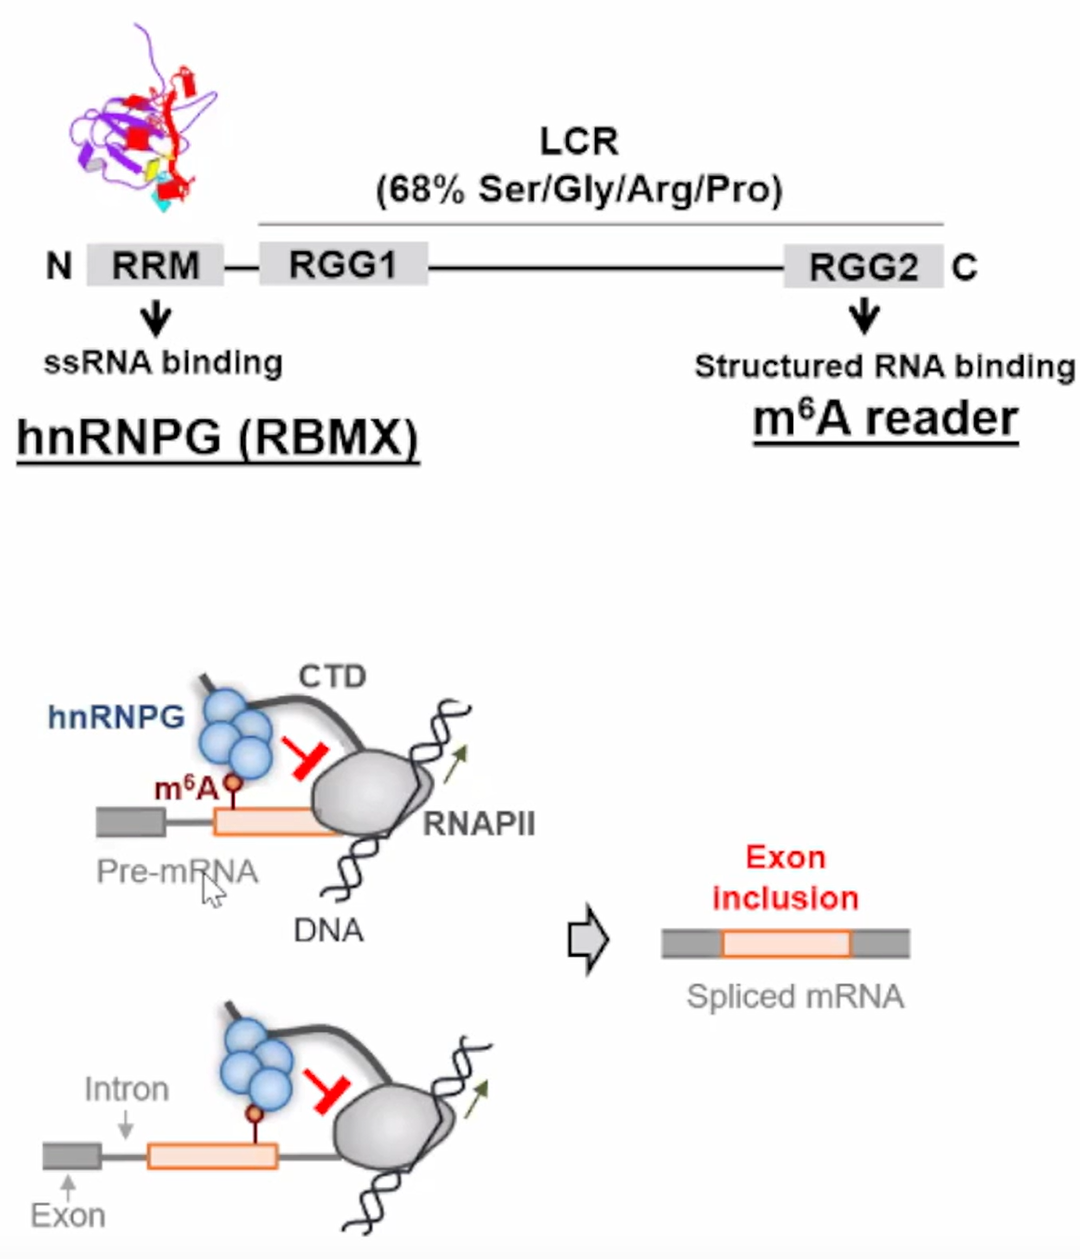 LCR
(68% Ser/Gly/Arg/Pro)
N RRM RGG1 RGG2 C
ssRNA binding
Structured RNA binding
hnRNPG (RBMX)
m⁶A reader
CTD
hnRNPG
m⁶A
RNAPII
Pre-mRNA
DNA
Exon
inclusion
Spliced mRNA
Intron
Exon